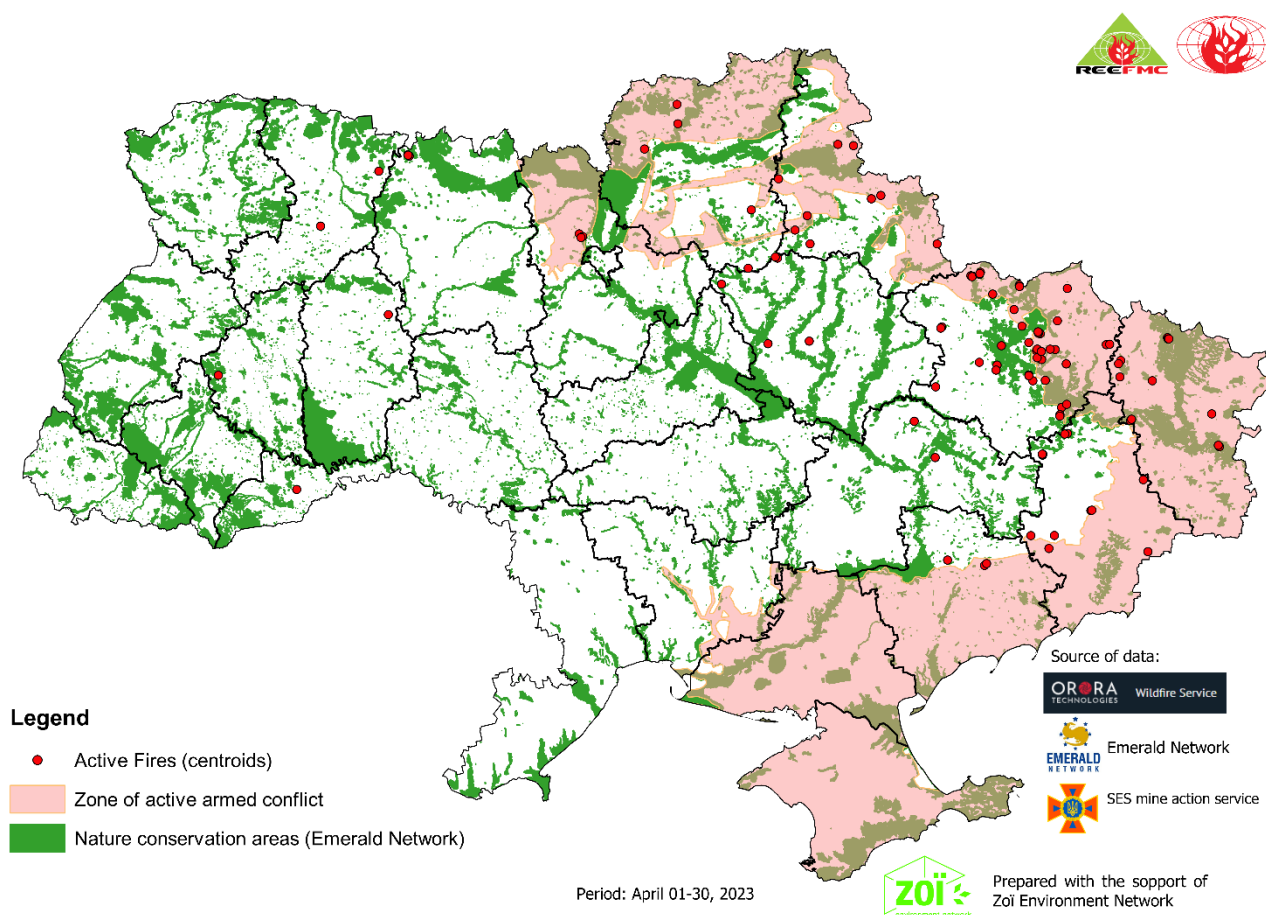 REEFMC
Source of data:
ORORA
TECHNOLOGIES
Wildfire Service
EMERALD
NETWORK
Emerald Network
SES mine action service
Legend
Active Fires (centroids)
Zone of active armed conflict
Nature conservation areas (Emerald Network)
Period: April 01-30, 2023
zoï
environment network
Prepared with the sopport of
Zoï Environment Network